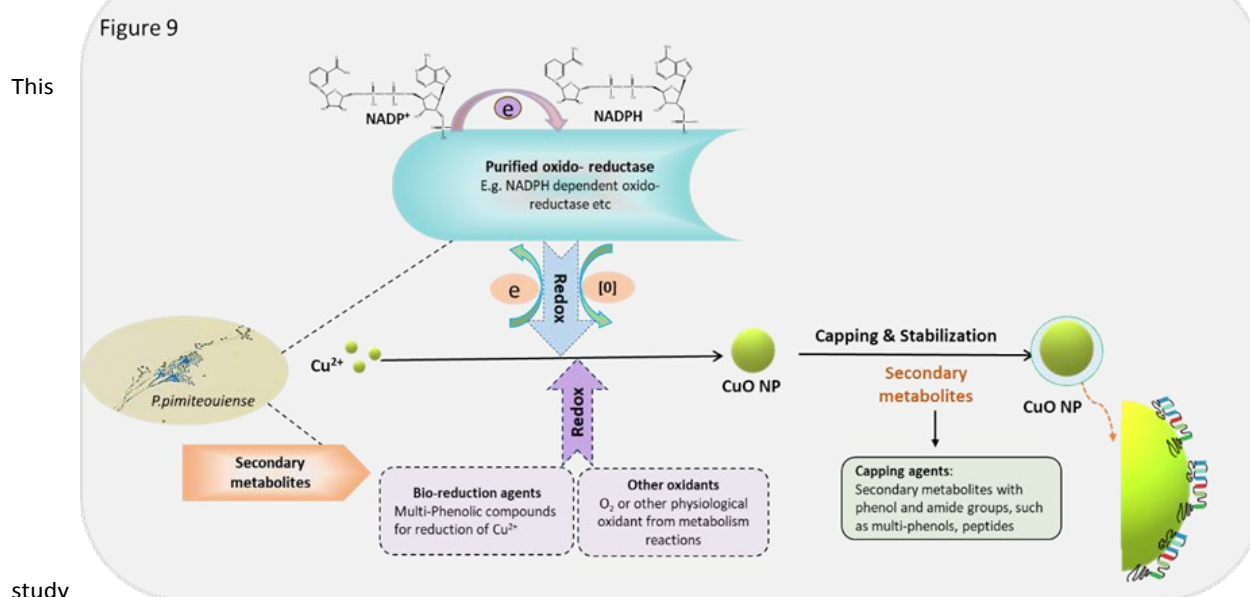 Figure 9
This
NADP⁺
e
NADPH
Purified oxido- reductase
E.g. NADPH dependent oxido-
reductase etc
e
Redox
[0]
P.pimiteouiense
Cu²⁺
CuO NP
Capping & Stabilization
Secondary
metabolites
CuO NP
Redox
Secondary
metabolites
Bio-reduction agents
Multi-Phenolic compounds
for reduction of Cu²⁺
Other oxidants
O₂ or other physiological
oxidant from metabolism
reactions
Capping agents:
Secondary metabolites with
phenol and amide groups, such
as multi-phenols, peptides
study